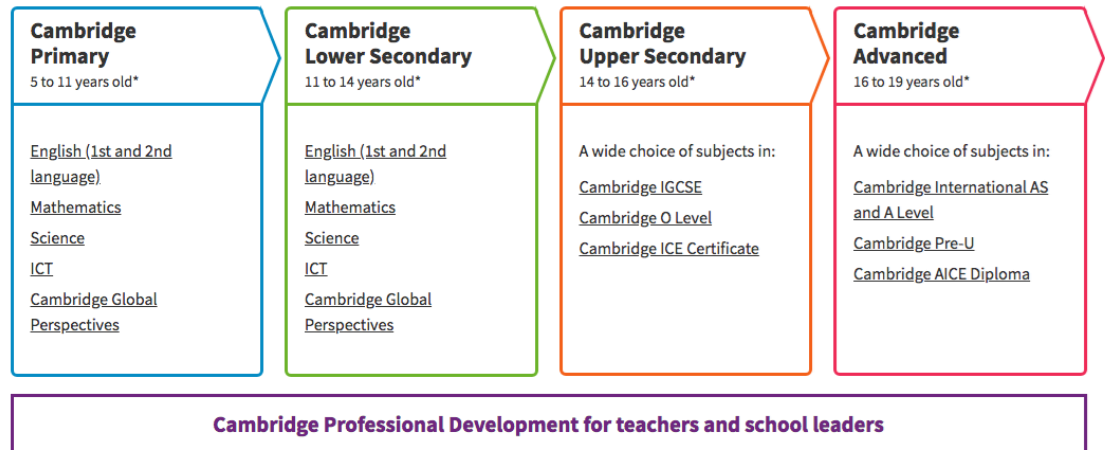 Cambridge
Primary
5 to 11 years old*
English (1st and 2nd
language)
Mathematics
Science
ICT
Cambridge Global
Perspectives
Cambridge
Lower Secondary
11 to 14 years old*
English (1st and 2nd
language)
Mathematics
Science
ICT
Cambridge Global
Perspectives
Cambridge
Upper Secondary
14 to 16 years old*
A wide choice of subjects in:
Cambridge IGCSE
Cambridge O Level
Cambridge ICE Certificate
Cambridge
Advanced
16 to 19 years old*
A wide choice of subjects in:
Cambridge International AS
and A Level
Cambridge Pre-U
Cambridge AICE Diploma
Cambridge Professional Development for teachers and school leaders